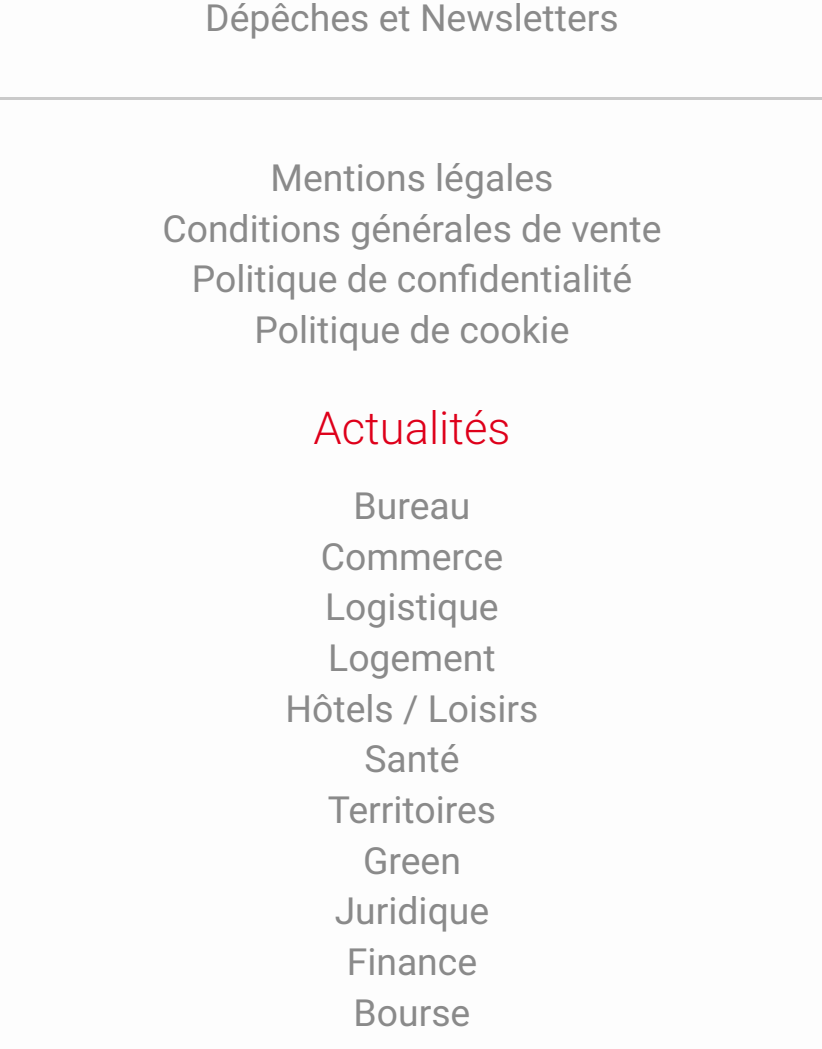 Dépêches et Newsletters
Mentions légales
Conditions générales de vente
Politique de confidentialité
Politique de cookie
Actualités
Bureau
Commerce
Logistique
Logement
Hôtels / Loisirs
Santé
Territoires
Green
Juridique
Finance
Bourse